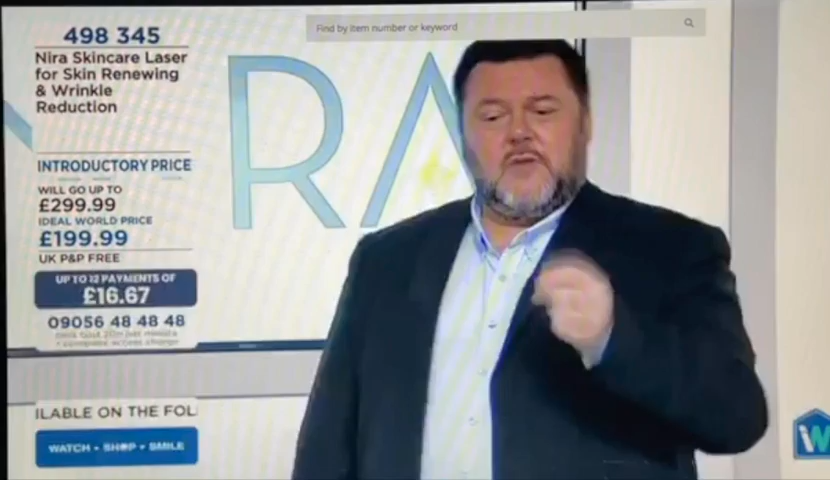 Find by item number or keyword
498 345
Nira Skincare Laser
for Skin Renewing
& Wrinkle
Reduction
RA
INTRODUCTORY PRICE
WILL GO UP TO
£299.99
IDEAL WORLD PRICE
£199.99
UK P&P FREE
UP TO 12 PAYMENTS OF
£16.67
09056 48 48 48
ILABLE ON THE FOL
WATCH • SHOP • SMILE
iW